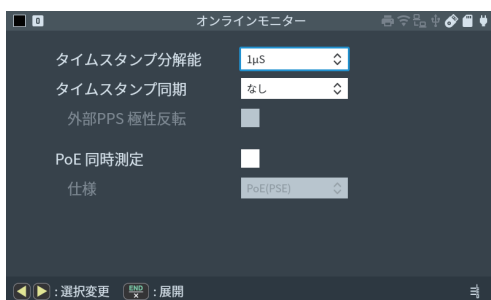 0 オンラインモニター
タイムスタンプ分解能 1μS
タイムスタンプ同期 なし
外部PPS 極性反転
PoE 同時測定
仕様 PoE(PSE)
:選択変更 END × :展開